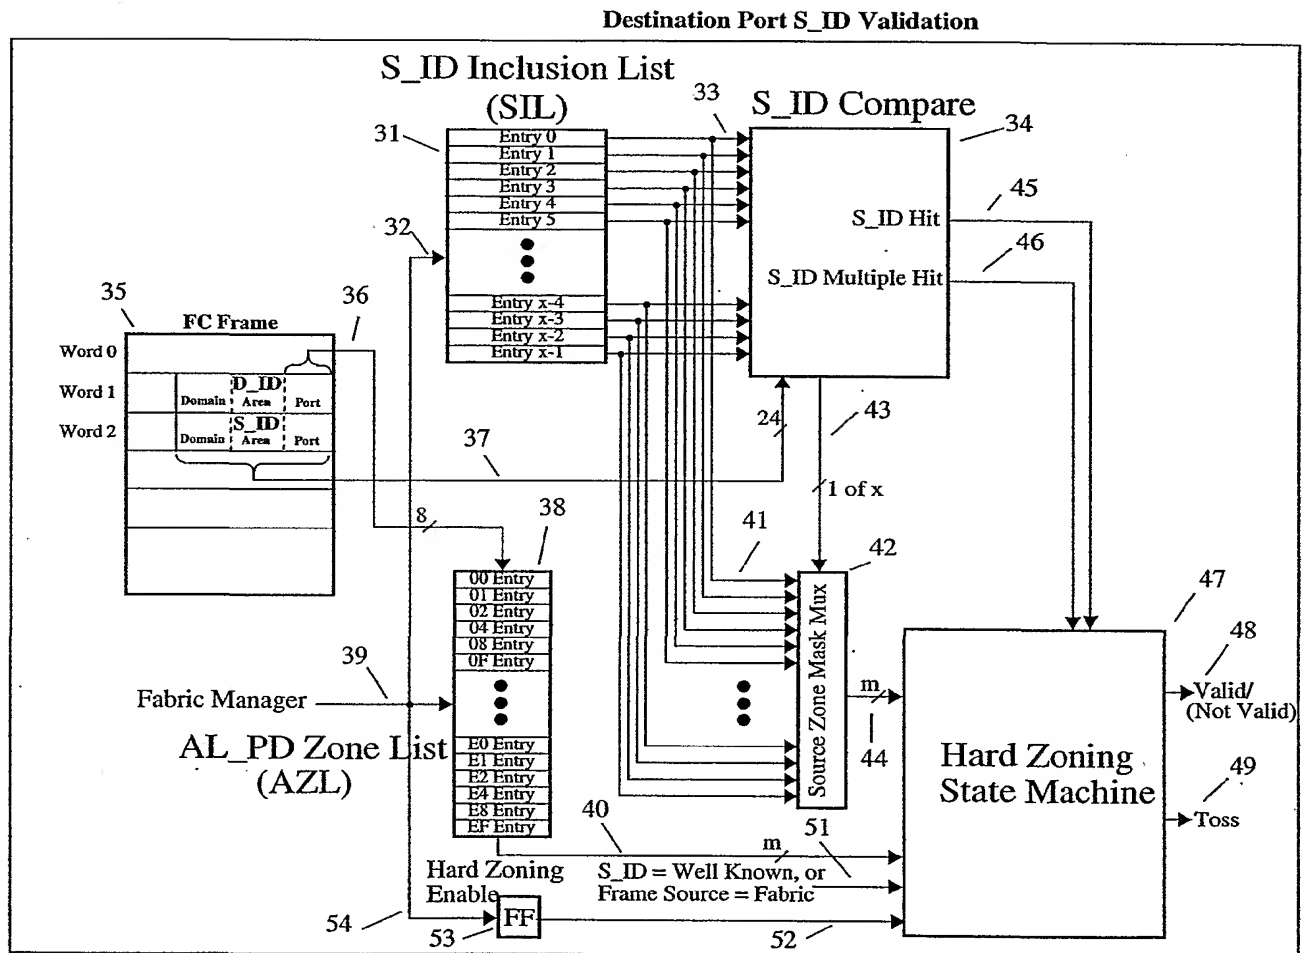 Destination Port S_ID Validation
S_ID Inclusion List
(SIL)
31
Entry 0
Entry 1
Entry 2
Entry 3
Entry 4
Entry 5
Entry x-4
Entry x-3
Entry x-2
Entry x-1
32
33
S_ID Compare
34
S_ID Hit
S_ID Multiple Hit
45
46
35
FC Frame
36
Word 0
Word 1
Word 2
D_ID
Domain
Area
Port
S_ID
Domain
Area
Port
37
24
43
1 of x
8
38
00 Entry
01 Entry
02 Entry
04 Entry
08 Entry
0F Entry
E0 Entry
E1 Entry
E2 Entry
E4 Entry
E8 Entry
EF Entry
39
Fabric Manager
AL_PD Zone List
(AZL)
41
42
Source Zone Mask Mux
m
44
47
Hard Zoning
State Machine
48
Valid/
(Not Valid)
49
Toss
40
m
51
S_ID = Well Known, or
Frame Source = Fabric
Hard Zoning
Enable
54
53
FF
52